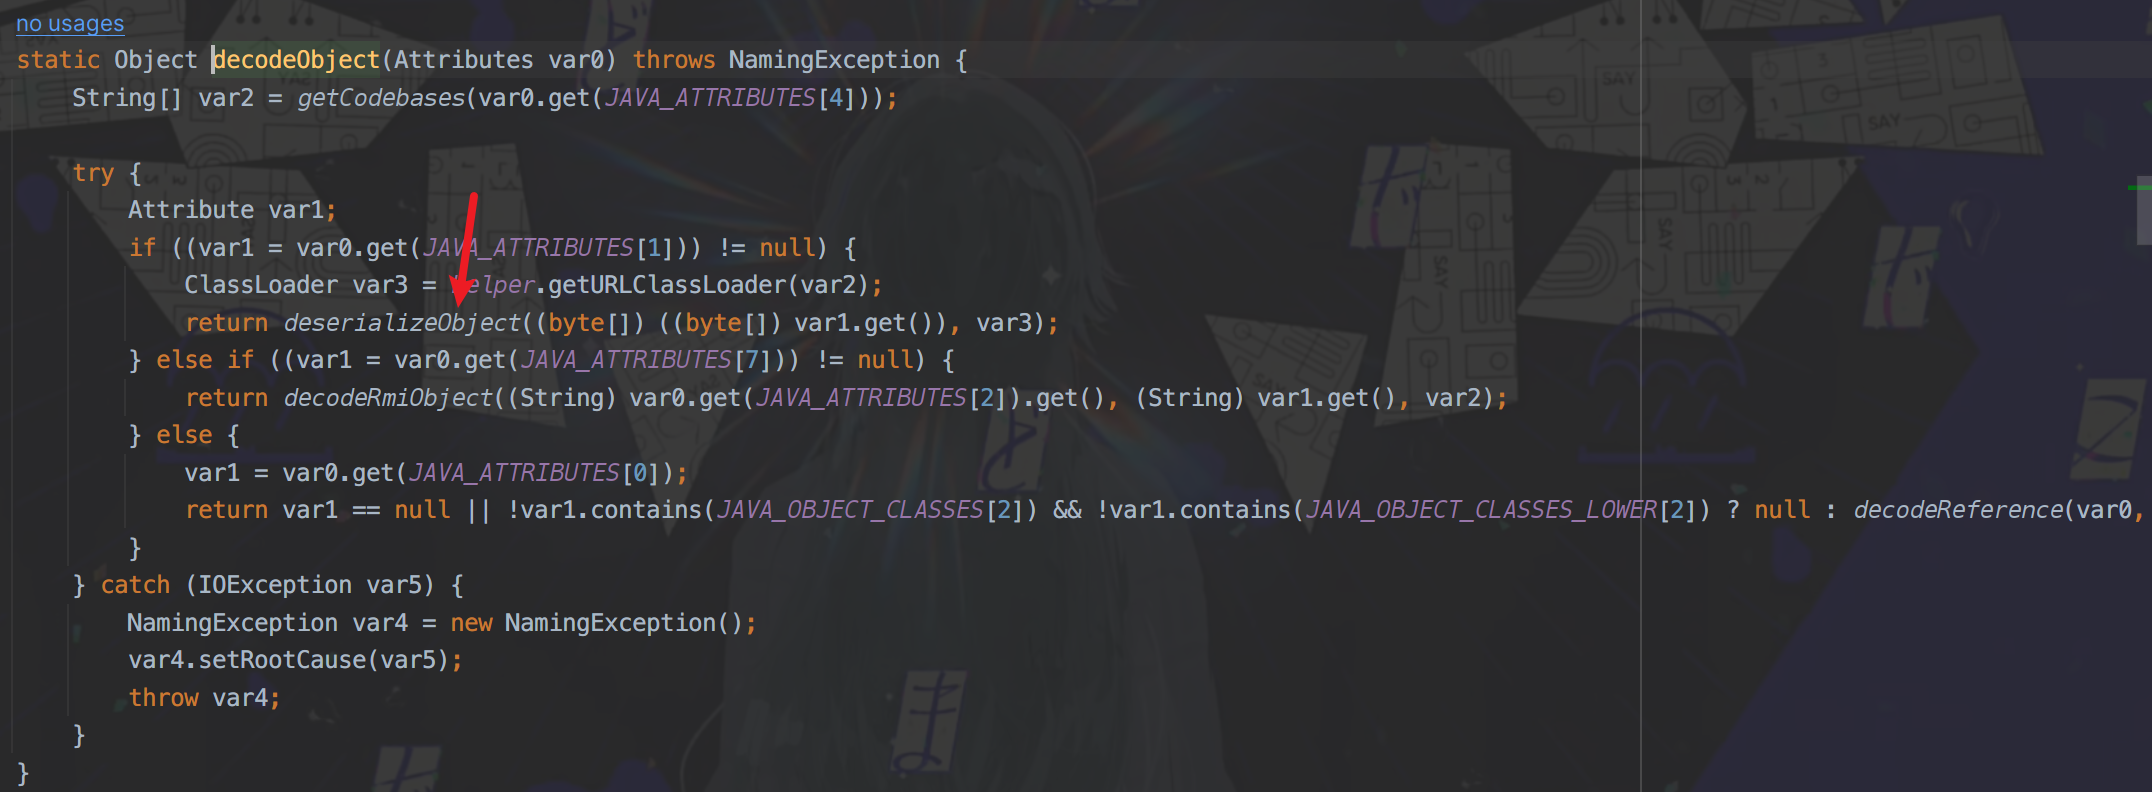 no usages
static Object decodeObject(Attributes var0) throws NamingException {
    String[] var2 = getCodebases(var0.get(JAVA_ATTRIBUTES[4]));

    try {
        Attribute var1;
        if ((var1 = var0.get(JAVA_ATTRIBUTES[1])) != null) {
            ClassLoader var3 = helper.getURLClassLoader(var2);
            return deserializeObject((byte[]) ((byte[]) var1.get()), var3);
        } else if ((var1 = var0.get(JAVA_ATTRIBUTES[7])) != null) {
            return decodeRmiObject((String) var0.get(JAVA_ATTRIBUTES[2]).get(), (String) var1.get(), var2);
        } else {
            var1 = var0.get(JAVA_ATTRIBUTES[0]);
            return var1 == null || !var1.contains(JAVA_OBJECT_CLASSES[2]) && !var1.contains(JAVA_OBJECT_CLASSES_LOWER[2]) ? null : decodeReference(var0,
        }
    } catch (IOException var5) {
        NamingException var4 = new NamingException();
        var4.setRootCause(var5);
        throw var4;
    }
}